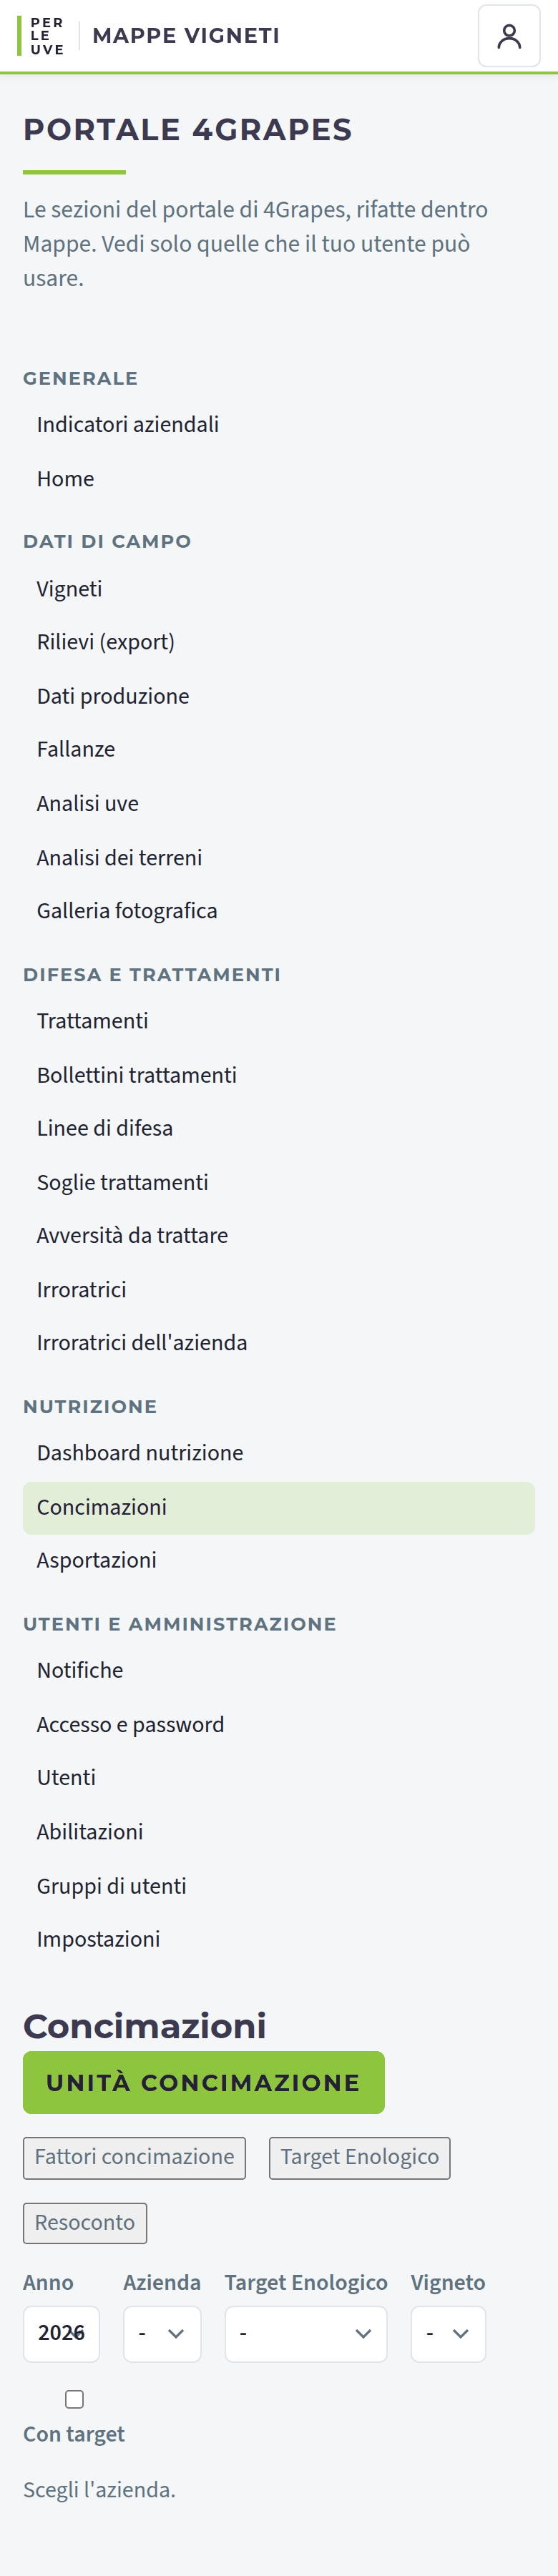 PER
LE
UVE
MAPPE VIGNETI
PORTALE 4GRAPES
Le sezioni del portale di 4Grapes, rifatte dentro
Mappe. Vedi solo quelle che il tuo utente può
usare.
GENERALE
Indicatori aziendali
Home
DATI DI CAMPO
Vigneti
Rilievi (export)
Dati produzione
Fallanze
Analisi uve
Analisi dei terreni
Galleria fotografica
DIFESA E TRATTAMENTI
Trattamenti
Bollettini trattamenti
Linee di difesa
Soglie trattamenti
Avversità da trattare
Irroratrici
Irroratrici dell'azienda
NUTRIZIONE
Dashboard nutrizione
Concimazioni
Asportazioni
UTENTI E AMMINISTRAZIONE
Notifiche
Accesso e password
Utenti
Abilitazioni
Gruppi di utenti
Impostazioni
Concimazioni
UNITÀ CONCIMAZIONE
Fattori concimazione Target Enologico
Resoconto
Anno Azienda Target Enologico Vigneto
2026 - - -
Con target
Scegli l'azienda.